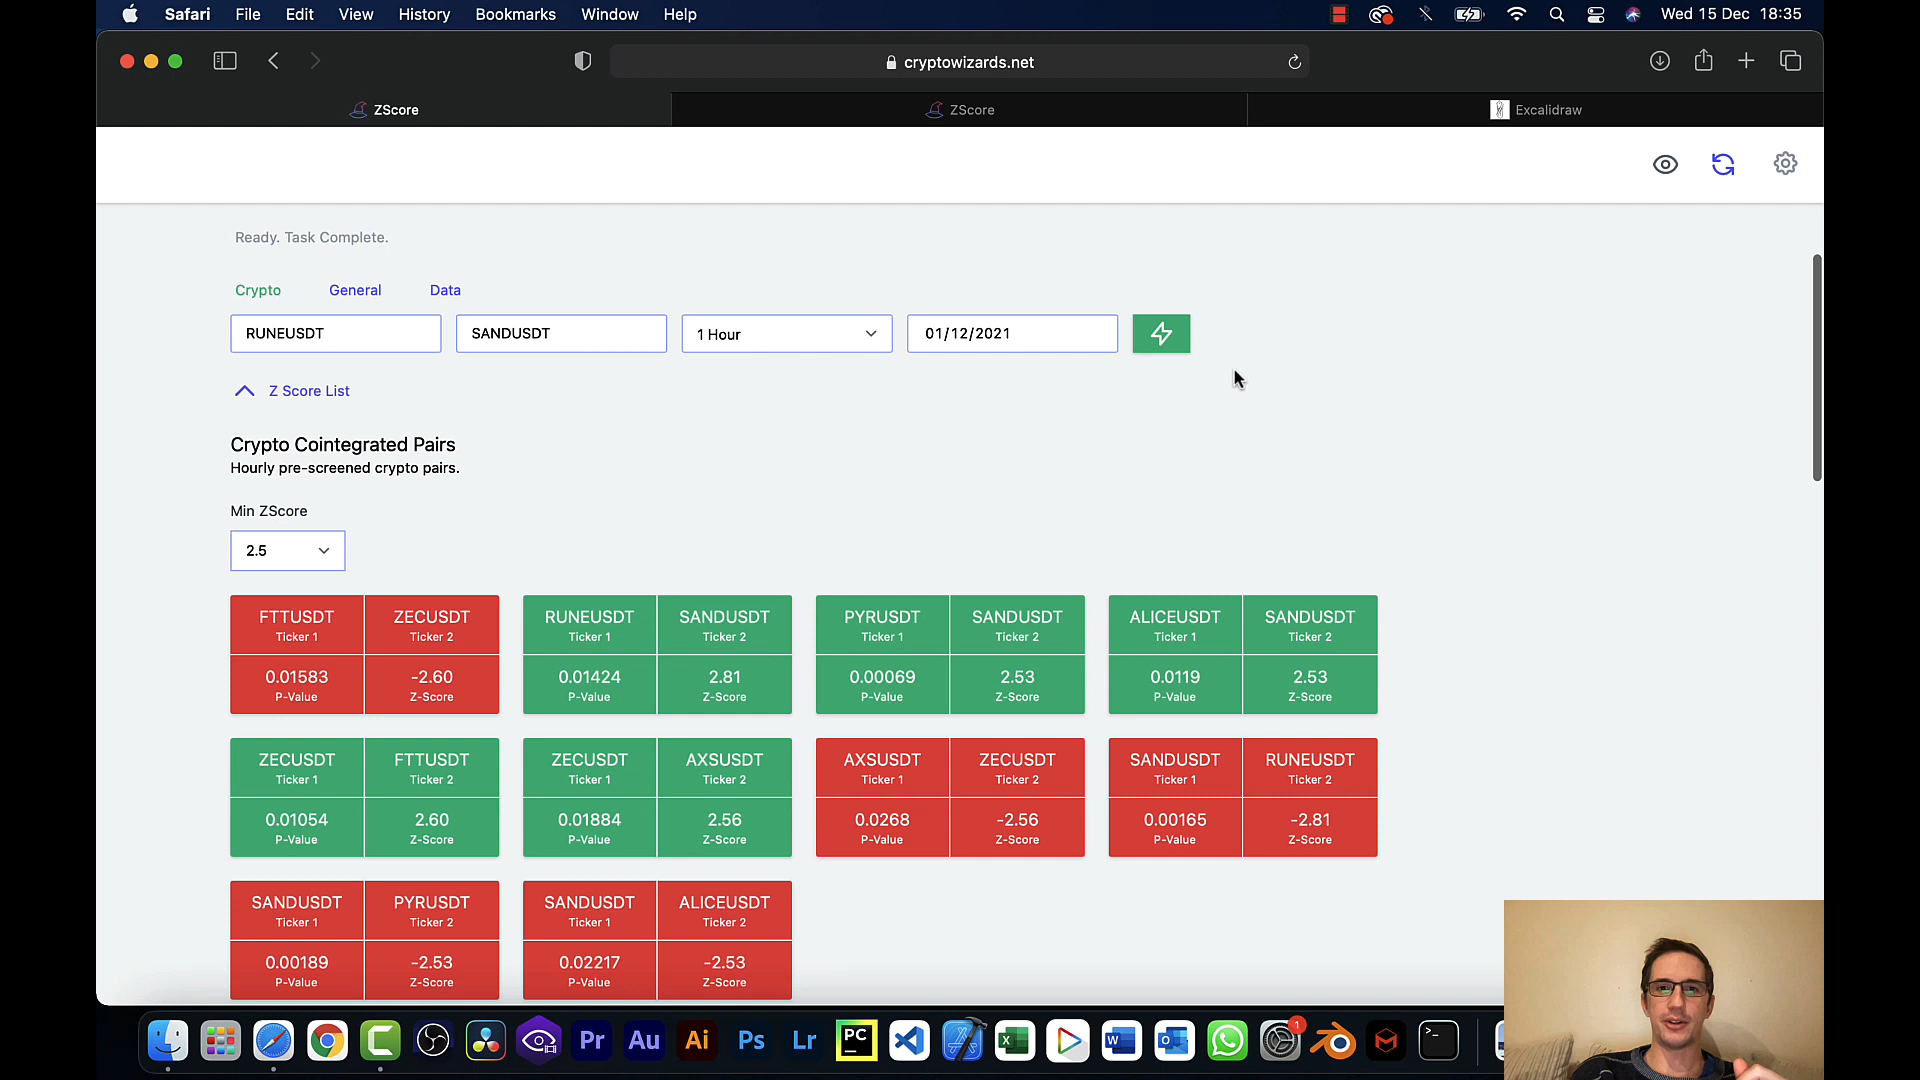 Safari File Edit View History Bookmarks Window Help Wed 15 Dec 18:35
cryptowizards.net
ZScore ZScore Excalidraw
Ready. Task Complete.
Crypto General Data
RUNEUSDT SANDUSDT 1 Hour 01/12/2021
Z Score List
Crypto Cointegrated Pairs
Hourly pre-screened crypto pairs.
Min ZScore
2.5
FTTUSDT ZECUSDT RUNEUSDT SANDUSDT PYRUSDT SANDUSDT ALICEUSDT SANDUSDT
Ticker 1 Ticker 2 Ticker 1 Ticker 2 Ticker 1 Ticker 2 Ticker 1 Ticker 2
0.01583 -2.60 0.01424 2.81 0.00069 2.53 0.0119 2.53
P-Value Z-Score P-Value Z-Score P-Value Z-Score P-Value Z-Score
ZECUSDT FTTUSDT ZECUSDT AXSUSDT AXSUSDT ZECUSDT SANDUSDT RUNEUSDT
Ticker 1 Ticker 2 Ticker 1 Ticker 2 Ticker 1 Ticker 2 Ticker 1 Ticker 2
0.01054 2.60 0.01884 2.56 0.0268 -2.56 0.00165 -2.81
P-Value Z-Score P-Value Z-Score P-Value Z-Score P-Value Z-Score
SANDUSDT PYRUSDT SANDUSDT ALICEUSDT
Ticker 1 Ticker 2 Ticker 1 Ticker 2
0.00189 -2.53 0.02217 -2.53
P-Value Z-Score P-Value Z-Score
Pr Au Ai Ps Lr PC X W O 1